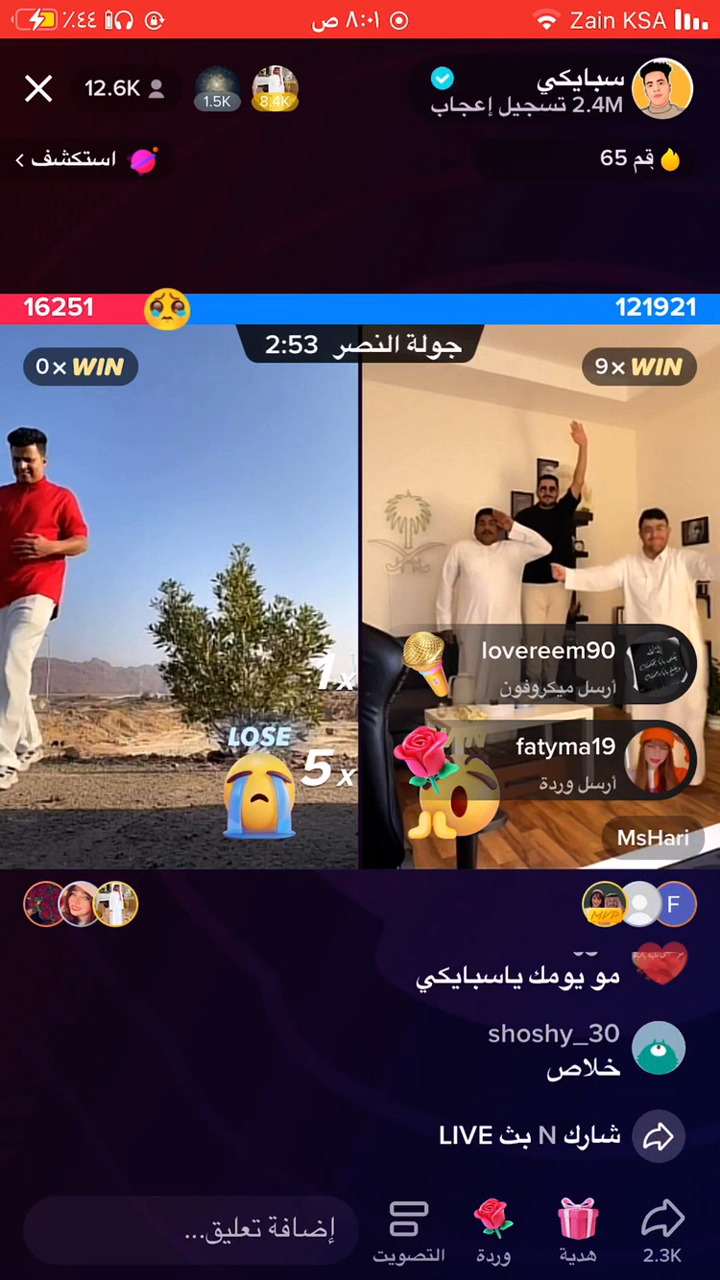 ٪٤٤
٨:٠١ ص
Zain KSA
12.6K
1.5K
8.4K
سبايكي
2.4M تسجيل إعجاب
استكشف
قم 65
16251
121921
جولة النصر 2:53
0× WIN
9× WIN
1x
LOSE
5x
lovereem90
أرسل ميكروفون
fatyma19
أرسل وردة
MsHari
MVP
F
مو يومك ياسبايكي
shoshy_30
خلاص
شارك N بث LIVE
إضافة تعليق...
التصويت
وردة
هدية
2.3K